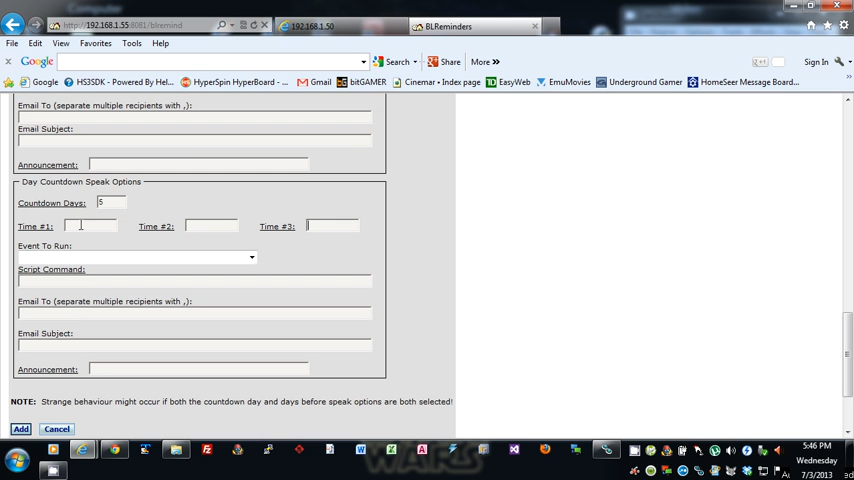 http://192.168.1.55:8081/blremind
192.168.1.50
BLReminders
File Edit View Favorites Tools Help
Google Search Share More » Sign In
Google HS3SDK - Powered By Hel... HyperSpin HyperBoard - ... Gmail bitGAMER Cinemar • Index page EasyWeb EmuMovies Underground Gamer HomeSeer Message Board...
Email To (separate multiple recipients with ,):
Email Subject:
Announcement:
Day Countdown Speak Options
Countdown Days: 5
Time #1: Time #2: Time #3:
Event To Run:
Script Command:
Email To (separate multiple recipients with ,):
Email Subject:
Announcement:
NOTE: Strange behaviour might occur if both the countdown day and days before speak options are both selected!
Add Cancel
WARS
5:46 PM
Wednesday
7/3/2013